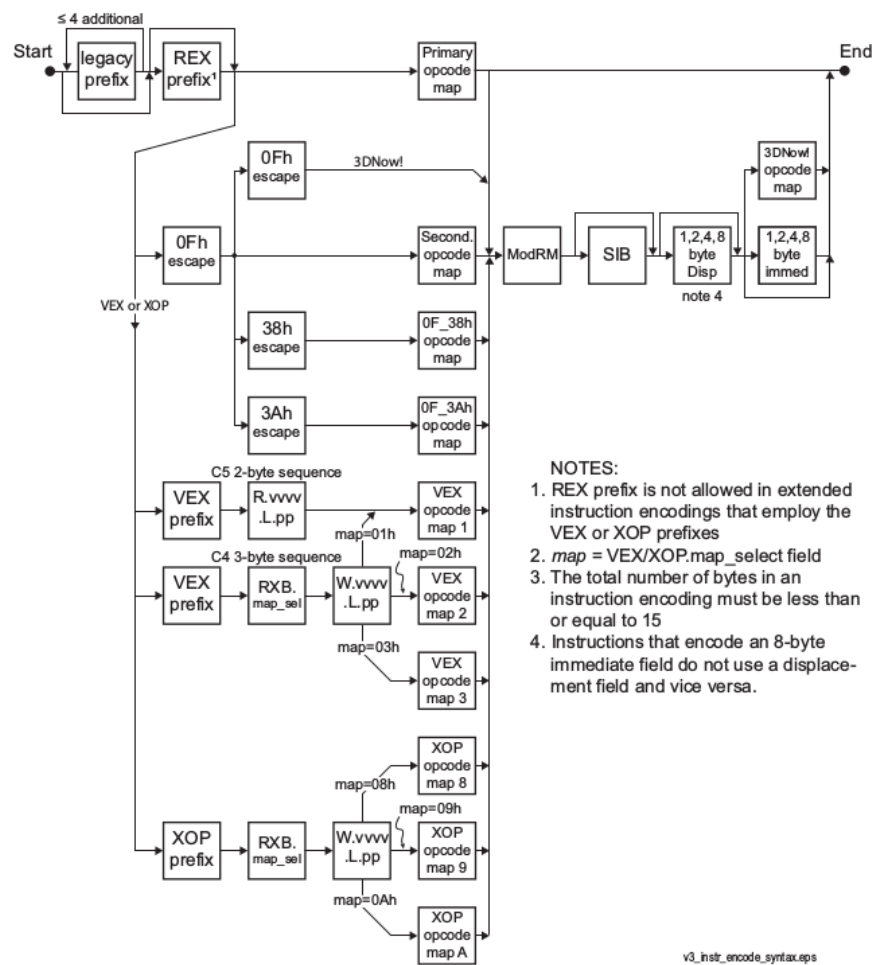 ≤ 4 additional
Start
legacy
prefix
REX
prefix¹
Primary
opcode
map
End
0Fh
escape
3DNow!
3DNow!
opcode
map
0Fh
escape
Second.
opcode
map
ModRM
SIB
1,2,4,8
byte
Disp
note 4
1,2,4,8
byte
immed
VEX or XOP
38h
escape
0F_38h
opcode
map
3Ah
escape
0F_3Ah
opcode
map
C5 2-byte sequence
VEX
prefix
R.vvvv
.L.pp
VEX
opcode
map 1
map=01h
C4 3-byte sequence
map=02h
VEX
prefix
RXB.
map_sel
W.vvvv
.L.pp
VEX
opcode
map 2
map=03h
VEX
opcode
map 3
NOTES:
1. REX prefix is not allowed in extended
instruction encodings that employ the
VEX or XOP prefixes
2. map = VEX/XOP.map_select field
3. The total number of bytes in an
instruction encoding must be less than
or equal to 15
4. Instructions that encode an 8-byte
immediate field do not use a displace-
ment field and vice versa.
XOP
opcode
map 8
map=08h
map=09h
XOP
prefix
RXB.
map_sel
W.vvvv
.L.pp
XOP
opcode
map 9
map=0Ah
XOP
opcode
map A
v3_instr_encode_syntax.eps